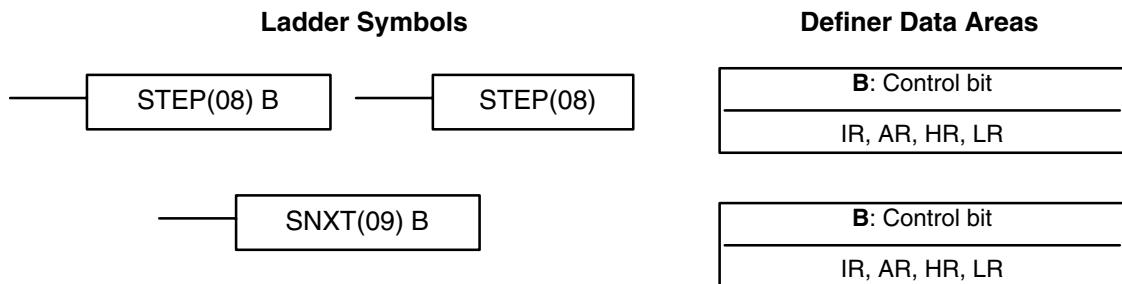 Ladder Symbols
Definer Data Areas
STEP(08) B
STEP(08)
B: Control bit
IR, AR, HR, LR
SNXT(09) B
B: Control bit
IR, AR, HR, LR